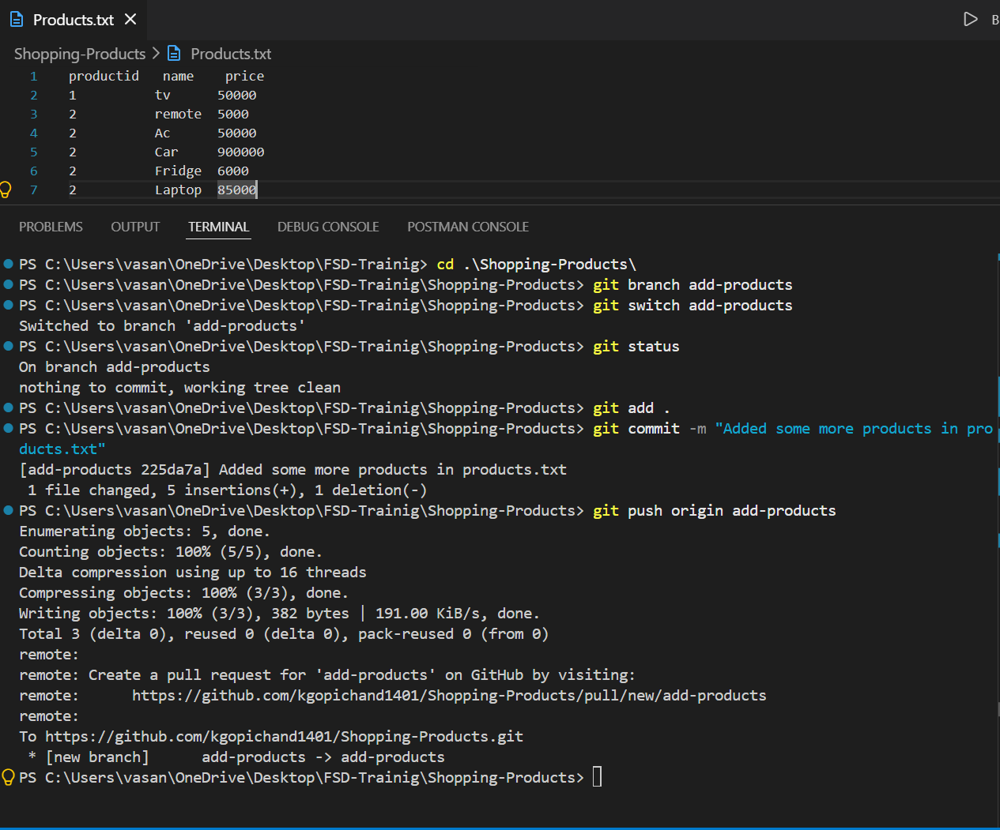 Products.txt
B
Shopping-Products > Products.txt
1 productid name price
2 1 tv 50000
3 2 remote 5000
4 2 Ac 50000
5 2 Car 900000
6 2 Fridge 6000
7 2 Laptop 85000
PROBLEMS OUTPUT TERMINAL DEBUG CONSOLE POSTMAN CONSOLE
PS C:\Users\vasan\OneDrive\Desktop\FSD-Trainig> cd .\Shopping-Products\
PS C:\Users\vasan\OneDrive\Desktop\FSD-Trainig\Shopping-Products> git branch add-products
PS C:\Users\vasan\OneDrive\Desktop\FSD-Trainig\Shopping-Products> git switch add-products
Switched to branch 'add-products'
PS C:\Users\vasan\OneDrive\Desktop\FSD-Trainig\Shopping-Products> git status
On branch add-products
nothing to commit, working tree clean
PS C:\Users\vasan\OneDrive\Desktop\FSD-Trainig\Shopping-Products> git add .
PS C:\Users\vasan\OneDrive\Desktop\FSD-Trainig\Shopping-Products> git commit -m "Added some more products in pro
ducts.txt"
[add-products 225da7a] Added some more products in products.txt
1 file changed, 5 insertions(+), 1 deletion(-)
PS C:\Users\vasan\OneDrive\Desktop\FSD-Trainig\Shopping-Products> git push origin add-products
Enumerating objects: 5, done.
Counting objects: 100% (5/5), done.
Delta compression using up to 16 threads
Compressing objects: 100% (3/3), done.
Writing objects: 100% (3/3), 382 bytes | 191.00 KiB/s, done.
Total 3 (delta 0), reused 0 (delta 0), pack-reused 0 (from 0)
remote:
remote: Create a pull request for 'add-products' on GitHub by visiting:
remote: https://github.com/kgopichand1401/Shopping-Products/pull/new/add-products
remote:
To https://github.com/kgopichand1401/Shopping-Products.git
* [new branch] add-products -> add-products
PS C:\Users\vasan\OneDrive\Desktop\FSD-Trainig\Shopping-Products>